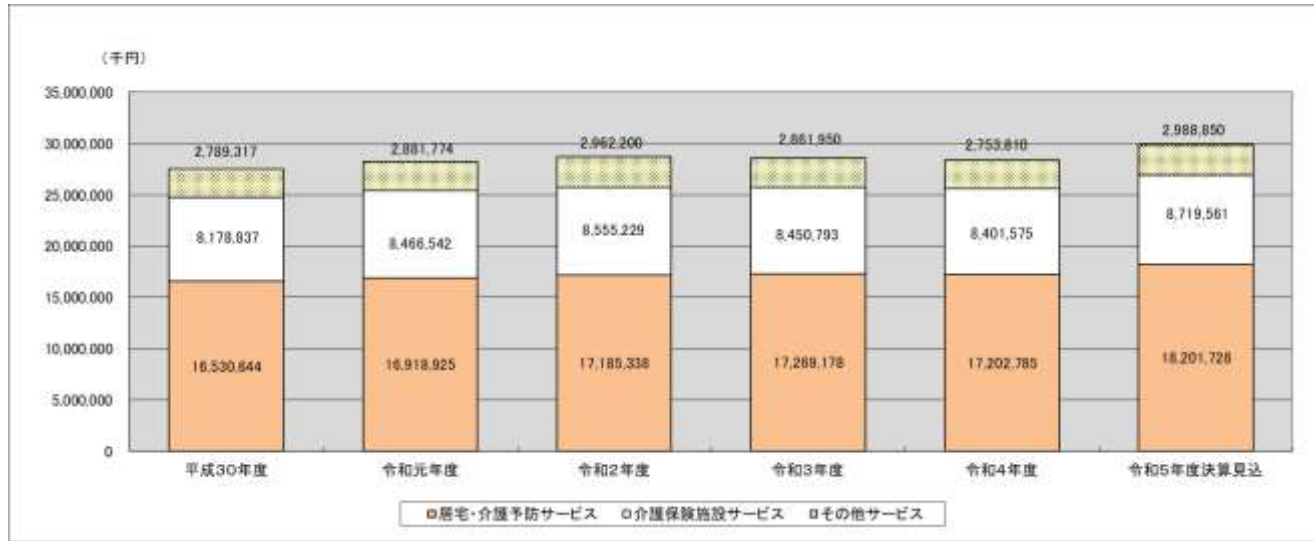 (千円)
35,000,000
30,000,000
25,000,000
20,000,000
15,000,000
10,000,000
5,000,000
0
2,789,317
2,881,774
2,962,200
2,861,950
2,753,810
2,988,850
8,178,837
8,466,542
8,555,229
8,450,793
8,401,575
8,719,561
16,530,644
16,918,925
17,185,338
17,269,178
17,202,785
18,201,728
平成30年度
令和元年度
令和2年度
令和3年度
令和4年度
令和5年度決算見込
居宅・介護予防サービス
介護保険施設サービス
その他サービス